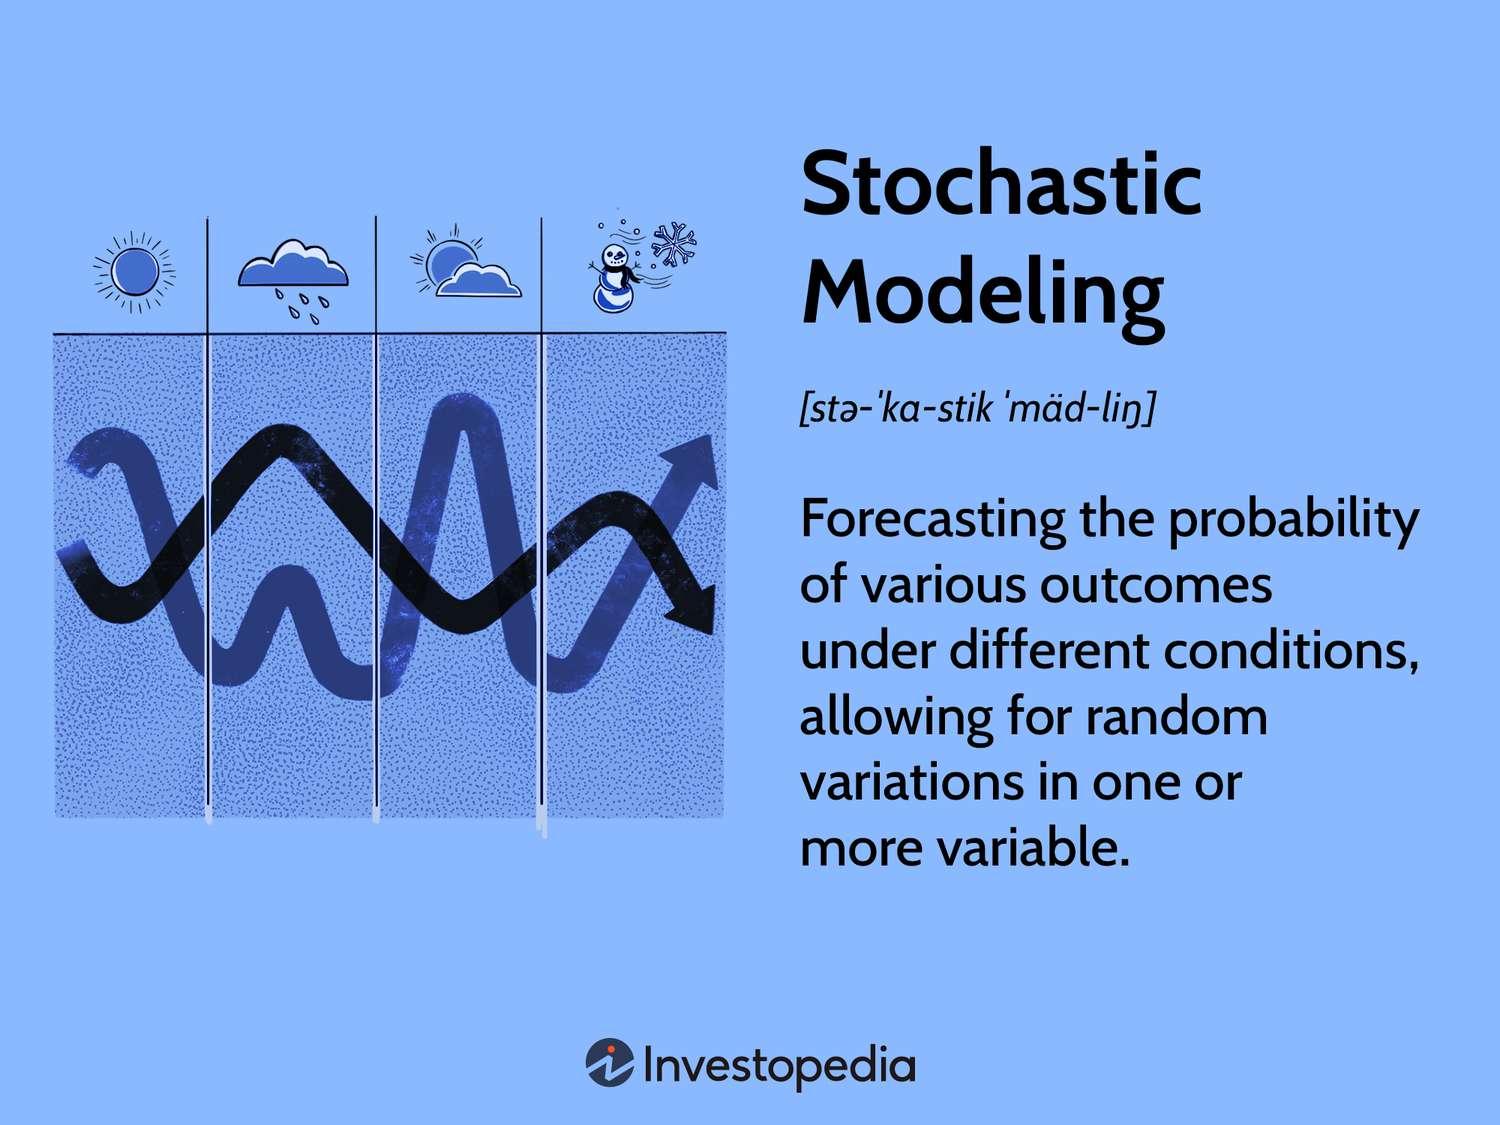 Stochastic
Modeling
[stə-ˈka-stik ˈmäd-liŋ]
Forecasting the probability
of various outcomes
under different conditions,
allowing for random
variations in one or
more variable.
Investopedia